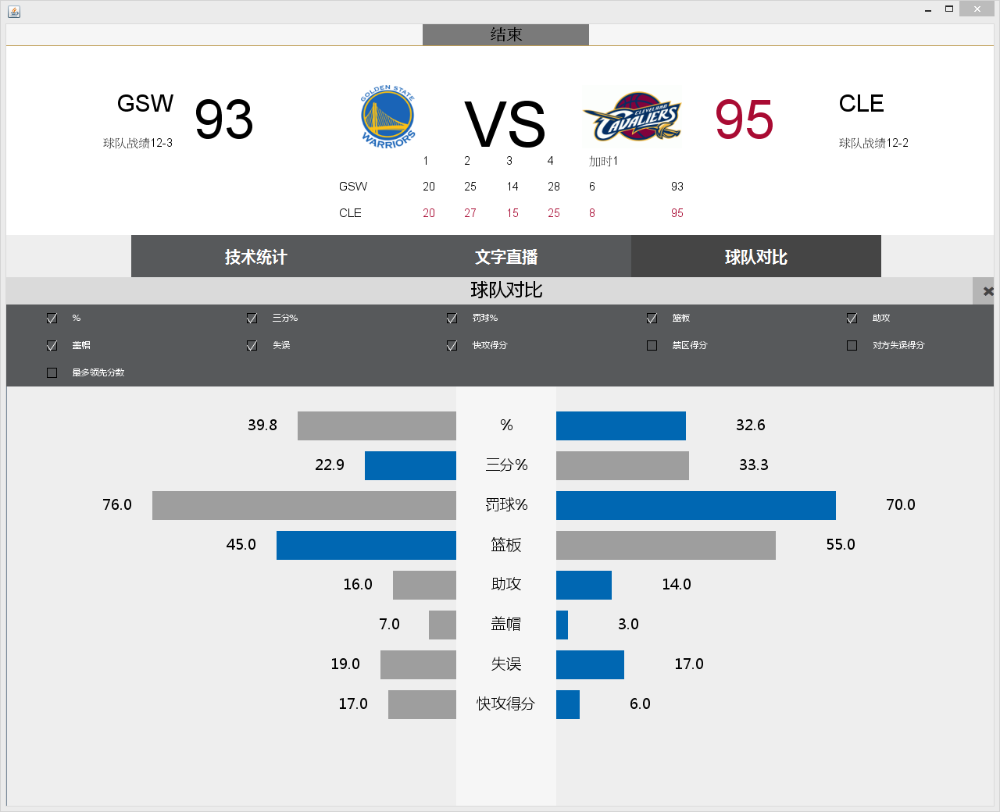 结束
GSW 93 VS 95 CLE
GOLDEN STATE WARRIORS
CLEVELAND CAVALIERS
球队战绩12-3 球队战绩12-2
1 2 3 4 加时1
GSW 20 25 14 28 6 93
CLE 20 27 15 25 8 95
技术统计 文字直播 球队对比
球队对比
% 三分% 罚球% 篮板 助攻
盖帽 失误 快攻得分 禁区得分 对方失误得分
最多领先分数
39.8 % 32.6
22.9 三分% 33.3
76.0 罚球% 70.0
45.0 篮板 55.0
16.0 助攻 14.0
7.0 盖帽 3.0
19.0 失误 17.0
17.0 快攻得分 6.0